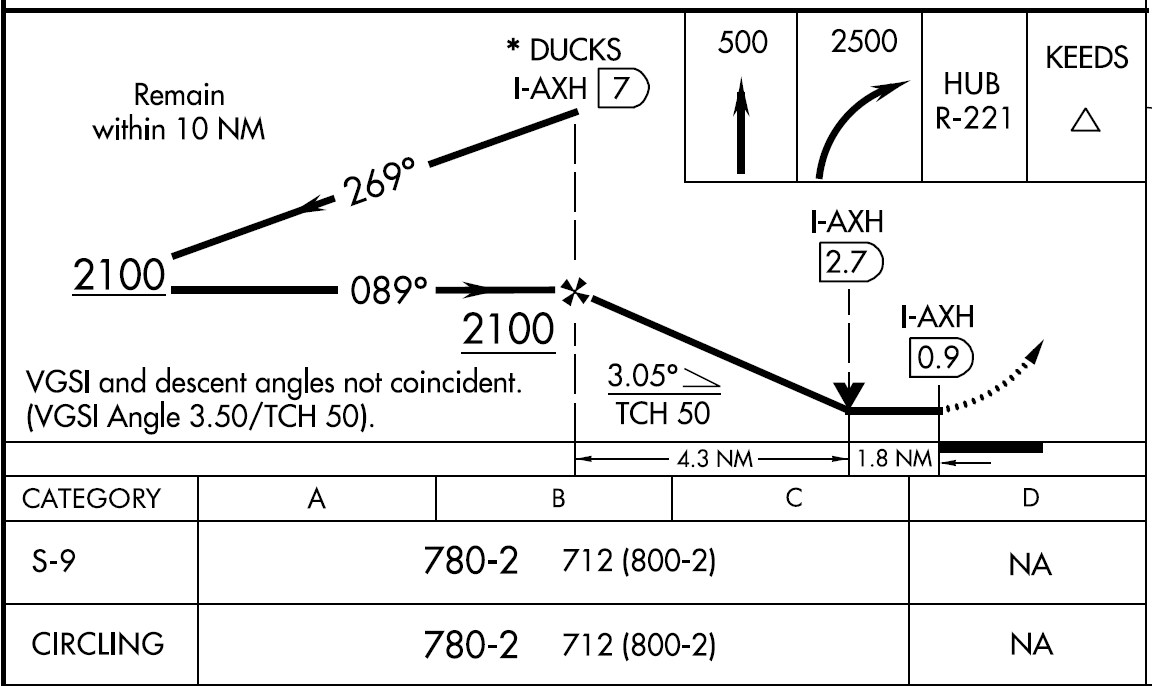 * DUCKS
I-AXH 7
Remain
within 10 NM
500
2500
HUB
R-221
KEEDS
269°
2100
089°
2100
I-AXH
2.7
I-AXH
0.9
VGSI and descent angles not coincident.
(VGSI Angle 3.50/TCH 50).
3.05°
TCH 50
4.3 NM
1.8 NM
CATEGORY A B C D
S-9 780-2 712 (800-2) NA
CIRCLING 780-2 712 (800-2) NA